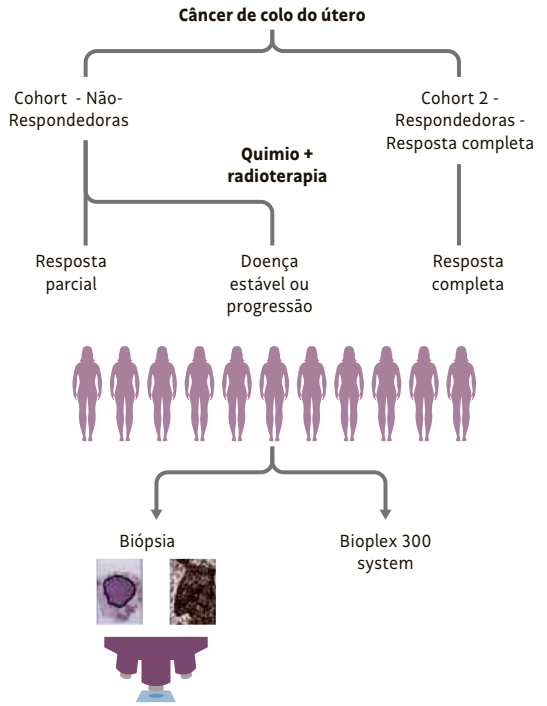 Câncer de colo do útero
Cohort - Não-
Respondedoras
Cohort 2 -
Respondedoras -
Resposta completa
Quimio +
radioterapia
Resposta
parcial
Doença
estável ou
progressão
Resposta
completa
Biópsia
Bioplex 300
system